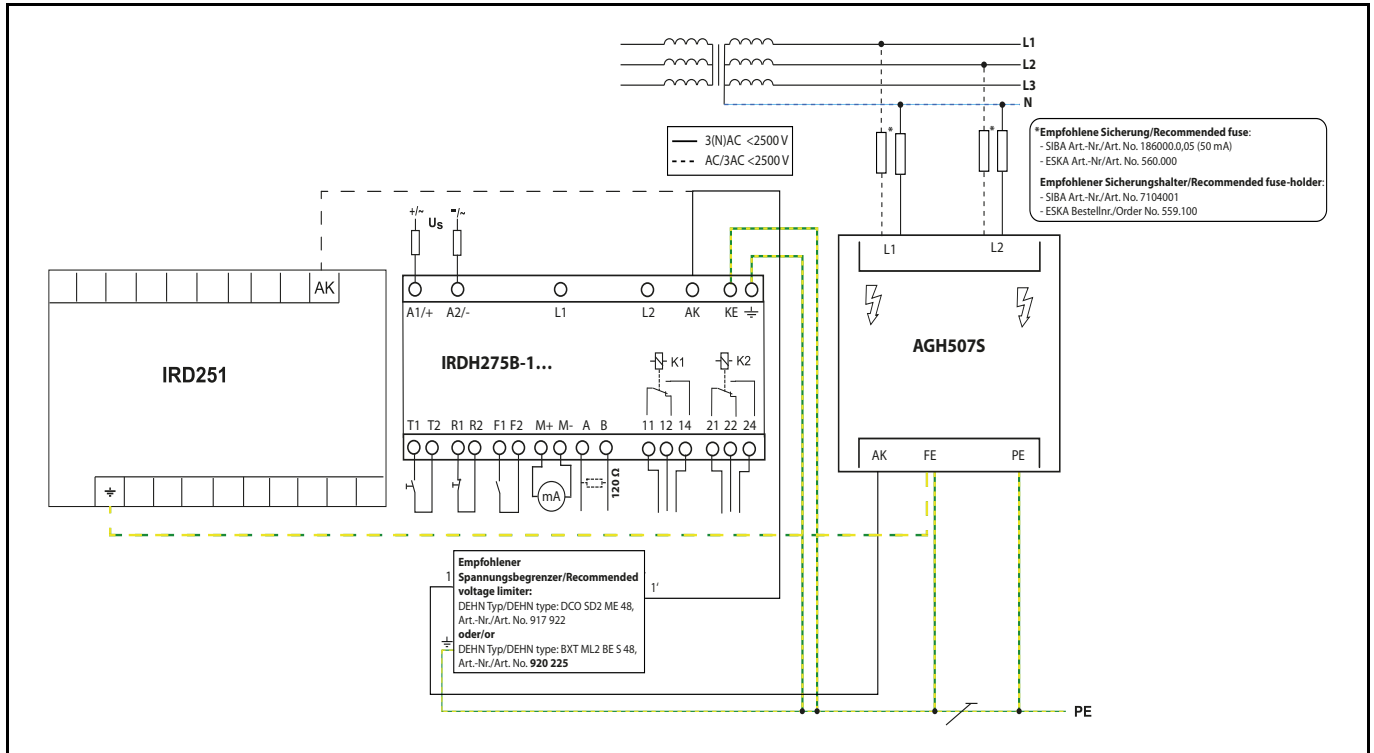 L1
L2
L3
N
3(N)AC <2500 V
AC/3AC <2500 V
*Empfohlene Sicherung/Recommended fuse:
- SIBA Art.-Nr./Art. No. 186000.0,05 (50 mA)
- ESKA Art.-Nr/Art. No. 560.000
Empfohlener Sicherungshalter/Recommended fuse-holder:
- SIBA Art.-Nr./Art. No. 7104001
- ESKA Bestellnr./Order No. 559.100
* *
+/~ Us -/~
AK
IRD251
A1/+ A2/- L1 L2 AK KE
IRDH275B-1...
K1 K2
T1 T2 R1 R2 F1 F2 M+ M- A B 11 12 14 21 22 24
mA
120 Ω
L1 L2
AGH507S
AK FE PE
1
Empfohlener
Spannungsbegrenzer/Recommended
voltage limiter:
DEHN Typ/DEHN type: DCO SD2 ME 48,
Art.-Nr./Art. No. 917 922
oder/or
DEHN Typ/DEHN type: BXT ML2 BE S 48,
Art.-Nr./Art. No. 920 225
1'
PE